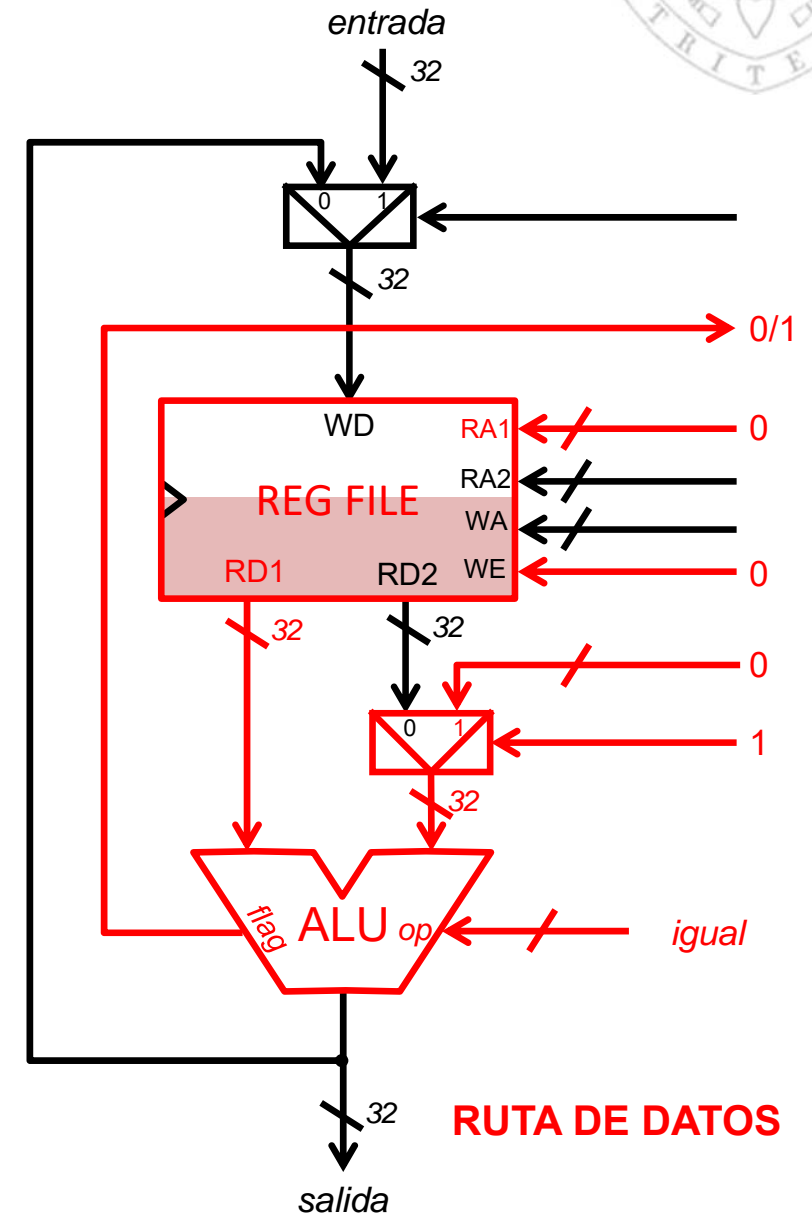 entrada
T R I T E
32
0 1
32
0/1
WD
RA1 0
RA2
REG FILE
WA
RD1 RD2 WE 0
32 32
0
0 1
1
32
flag ALU op igual
32
RUTA DE DATOS
salida